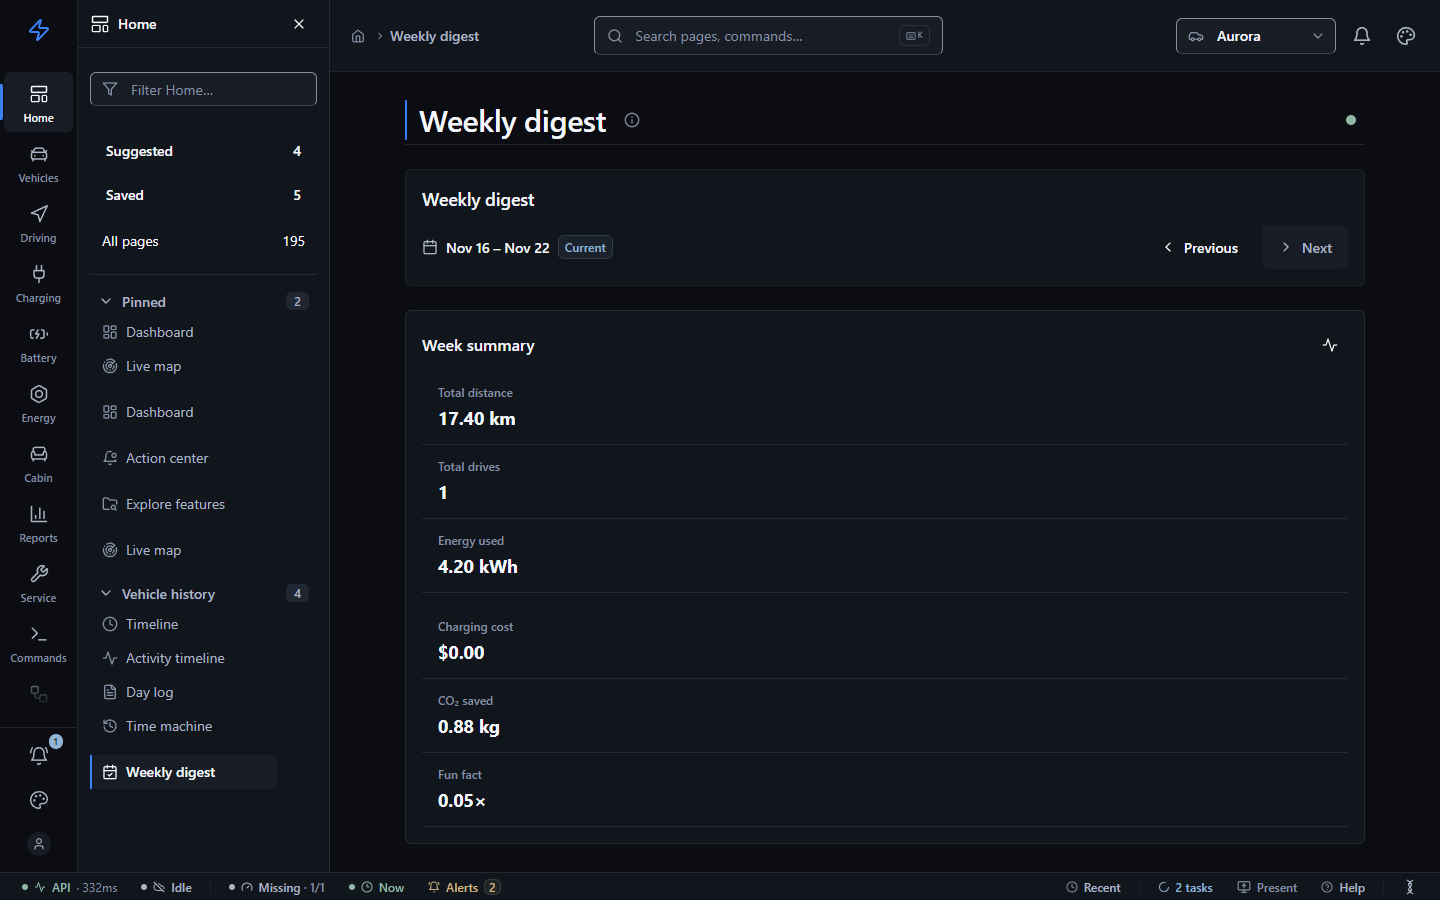 Home
Vehicles
Driving
Charging
Battery
Energy
Cabin
Reports
Service
Commands
1
Home
Filter Home...
Suggested 4
Saved 5
All pages 195
Pinned 2
Dashboard
Live map
Dashboard
Action center
Explore features
Live map
Vehicle history 4
Timeline
Activity timeline
Day log
Time machine
Weekly digest
Weekly digest
Search pages, commands... K
Aurora
Weekly digest
Weekly digest
Nov 16 – Nov 22 Current
Previous Next
Week summary
Total distance
17.40 km
Total drives
1
Energy used
4.20 kWh
Charging cost
$0.00
CO₂ saved
0.88 kg
Fun fact
0.05×
API · 332ms Idle Missing · 1/1 Now Alerts 2 Recent 2 tasks Present Help